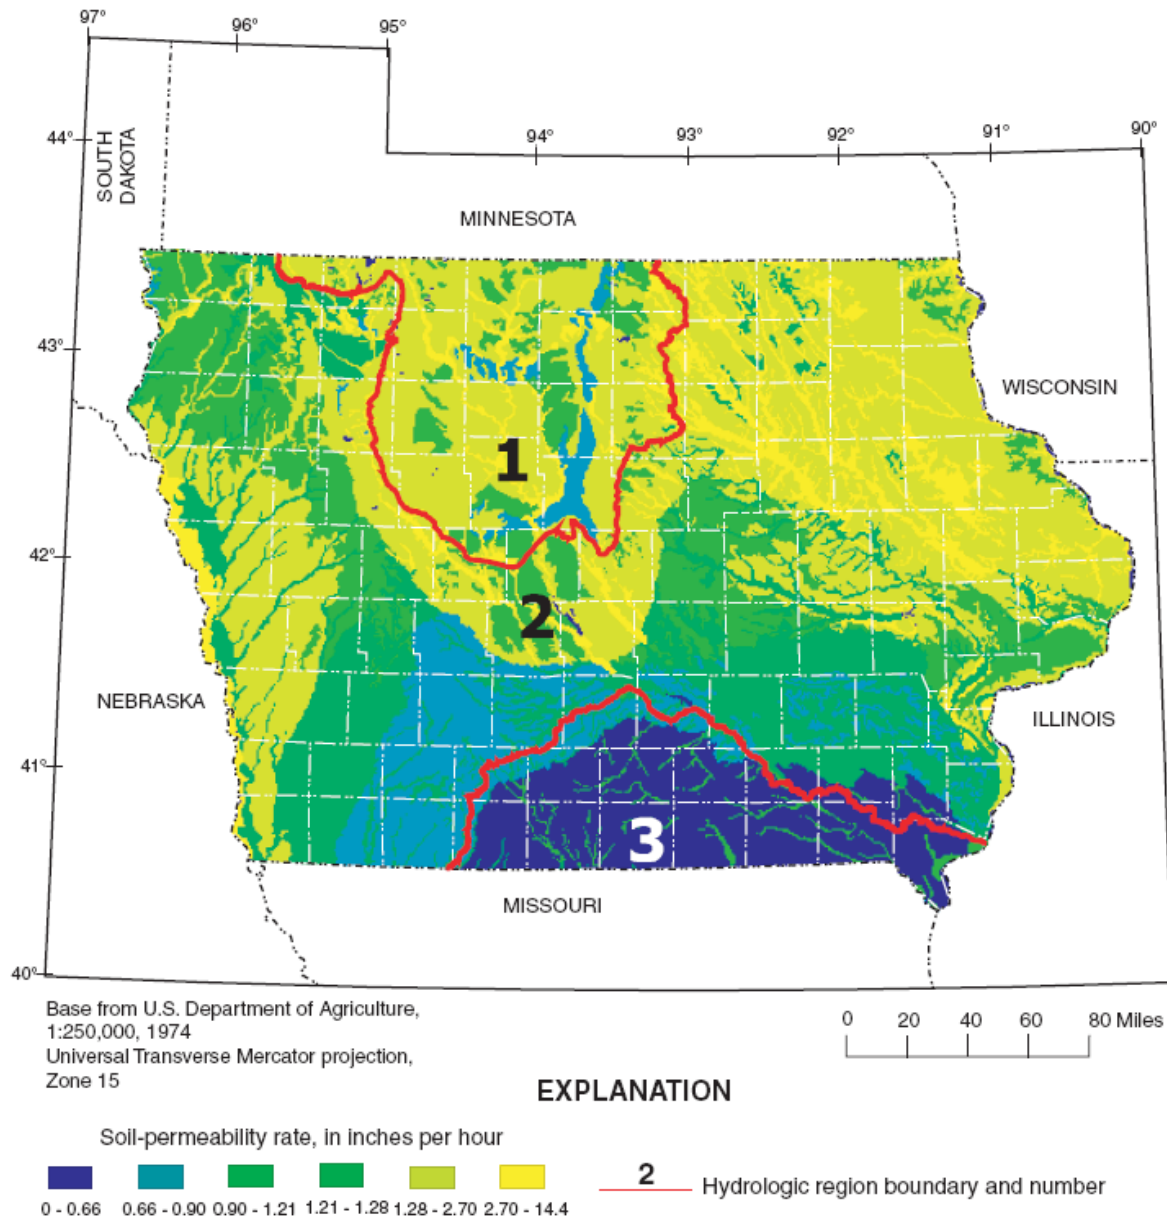 97° 96° 95°
44° 94° 93° 92° 91° 90°
SOUTH
DAKOTA
MINNESOTA
43°
WISCONSIN
1
42°
2
NEBRASKA
ILLINOIS
41°
3
MISSOURI
40°
Base from U.S. Department of Agriculture,
1:250,000, 1974
Universal Transverse Mercator projection,
Zone 15
0 20 40 60 80 Miles
EXPLANATION
Soil-permeability rate, in inches per hour
0 - 0.66 0.66 - 0.90 0.90 - 1.21 1.21 - 1.28 1.28 - 2.70 2.70 - 14.4
2 Hydrologic region boundary and number